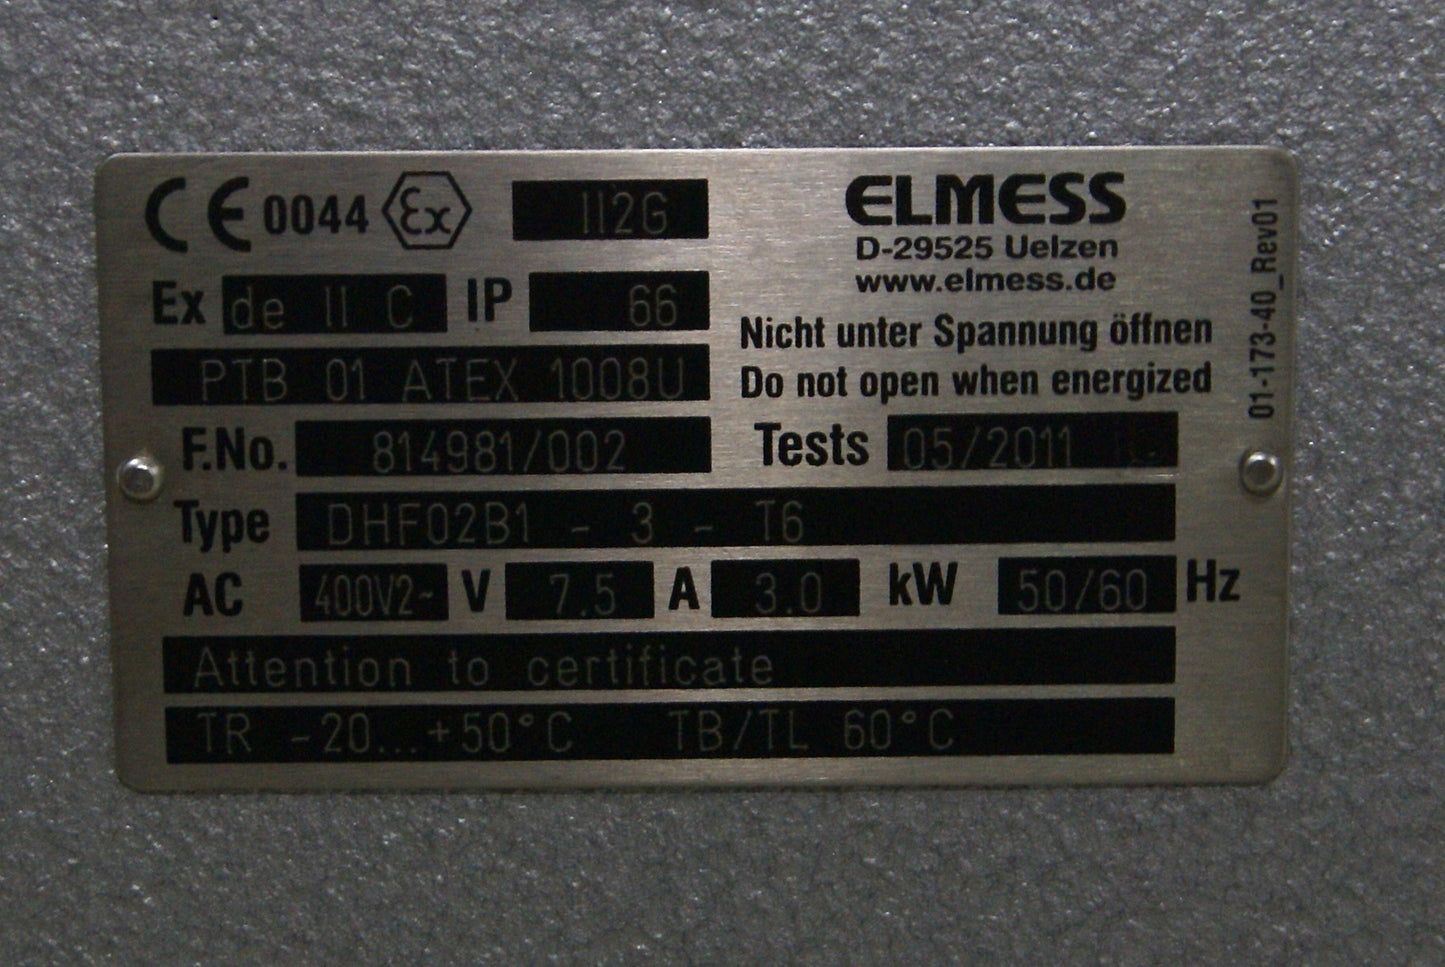 CE 0044 Ex II2G
Ex de II C IP 66
PTB 01 ATEX 1008U
F.No. 814981/002
ELMESS
D-29525 Uelzen
www.elmess.de
Nicht unter Spannung öffnen
Do not open when energized
Tests 05/2011
01-173-40_Rev01
Type DHF02B1 - 3 - T6
AC 400V2~ V 7.5 A 3.0 kW 50/60 Hz
Attention to certificate
TR -20...+50°C TB/TL 60°C